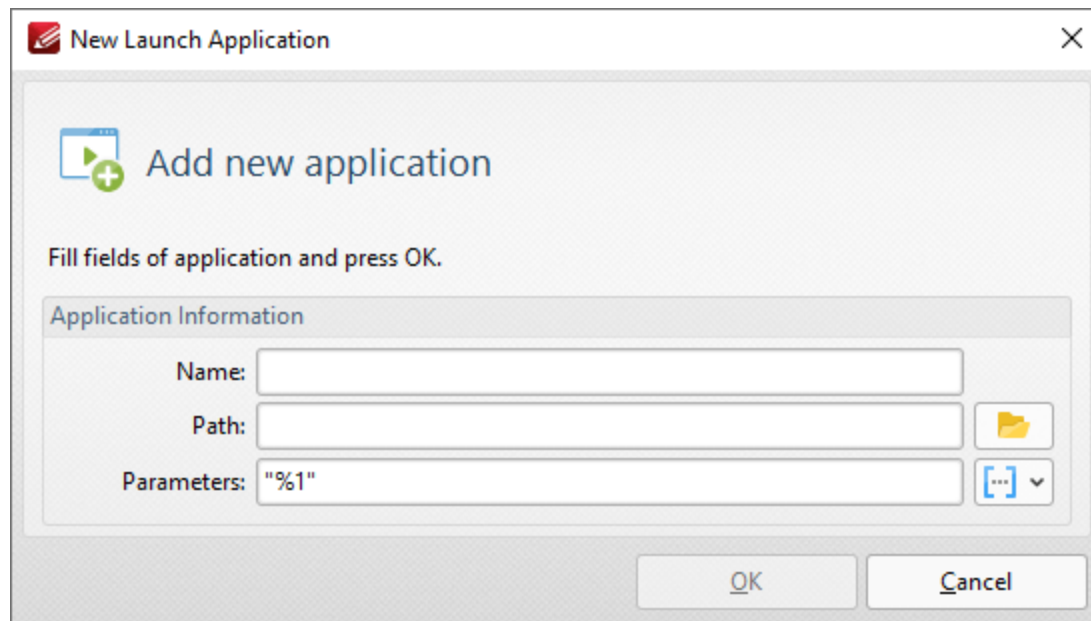 New Launch Application
Add new application
Fill fields of application and press OK.
Application Information
Name:
Path:
Parameters: "%1"
OK Cancel